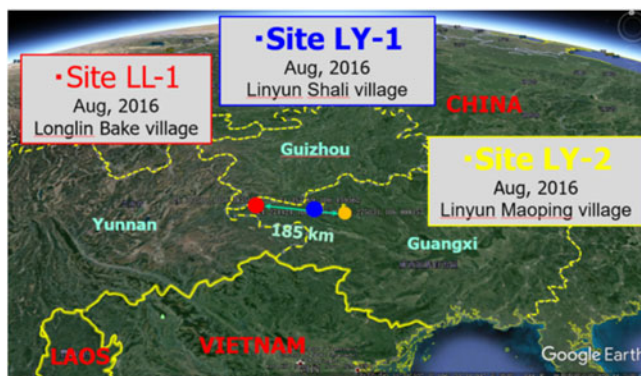 ·Site LY-1
Aug, 2016
Linyun Shali village
·Site LL-1
Aug, 2016
Longlin Bake village
CHINA
Guizhou
·Site LY-2
Aug, 2016
Linyun Maoping village
Yunnan
185 km
Guangxi
LAOS
VIETNAM
Google Earth